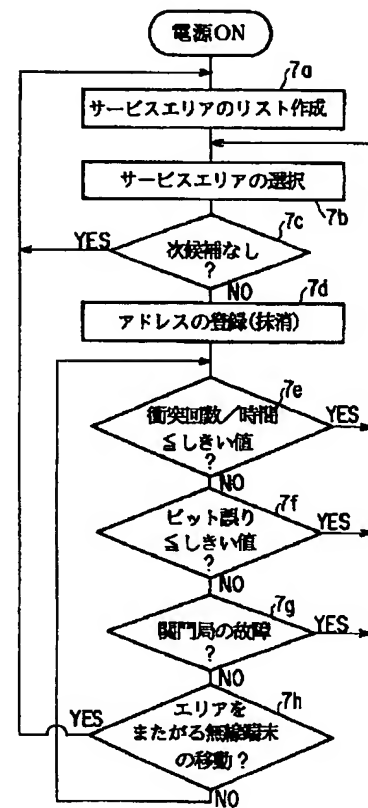 電源ON
7a
サービスエリアのリスト作成
サービスエリアの選択
7b
7c
YES
次候補なし
?
NO
7d
アドレスの登録(抹消)
7e
衝突回数/時間
≦しきい値
?
YES
NO
7f
ビット誤り
≦しきい値
?
YES
NO
7g
関門局の故障
?
YES
NO
7h
YES
エリアを
またがる無線端末
の移動?
NO